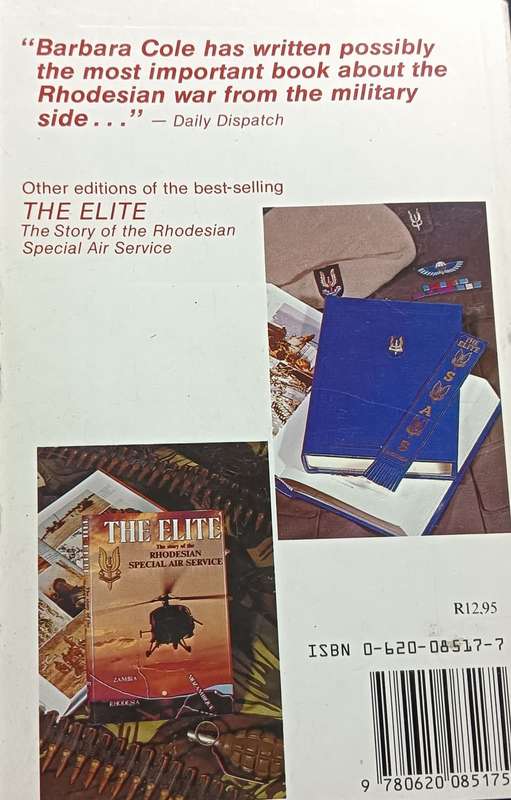 “Barbara Cole has written possibly
the most important book about the
Rhodesian war from the military
side...” — Daily Dispatch
Other editions of the best-selling
THE ELITE
The Story of the Rhodesian
Special Air Service
THE
ELITE
S
A
S
THE ELITE
The story of the
RHODESIAN
SPECIAL AIR SERVICE
ZAMBIA
MOZAMBIQUE
RHODESIA
R12,95
ISBN 0-620-08517-7
9 780620 085175